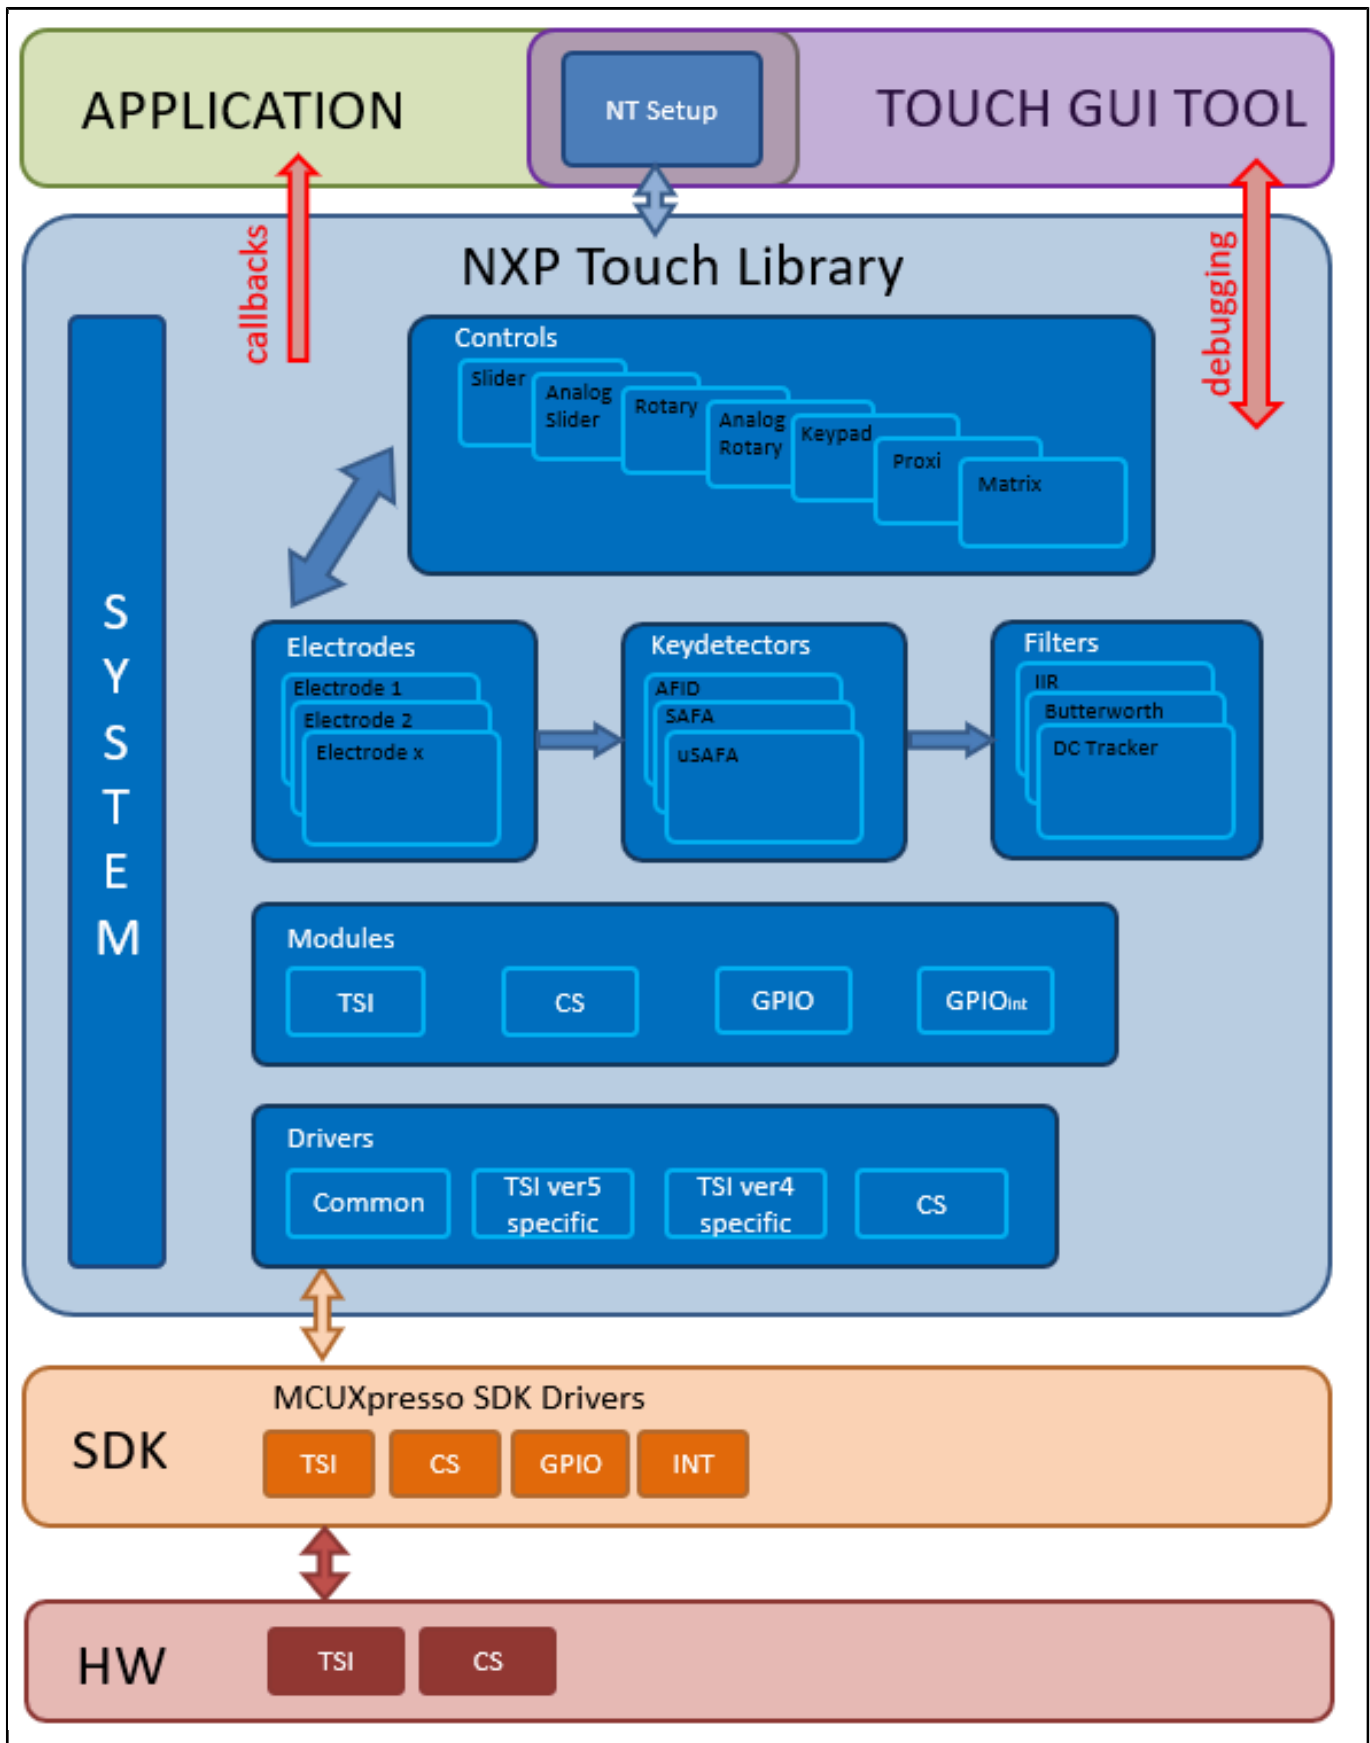 APPLICATION
NT Setup
TOUCH GUI TOOL
callbacks
debugging
NXP Touch Library
SYSTEM
Controls
Slider
Analog
Slider
Rotary
Analog
Rotary
Keypad
Proxi
Matrix
Electrodes
Electrode 1
Electrode 2
Electrode x
Keydetectors
AFID
SAFA
uSAFA
Filters
IIR
Butterworth
DC Tracker
Modules
TSI
CS
GPIO
GPIOint
Drivers
Common
TSI ver5
specific
TSI ver4
specific
CS
SDK
MCUXpresso SDK Drivers
TSI
CS
GPIO
INT
HW
TSI
CS